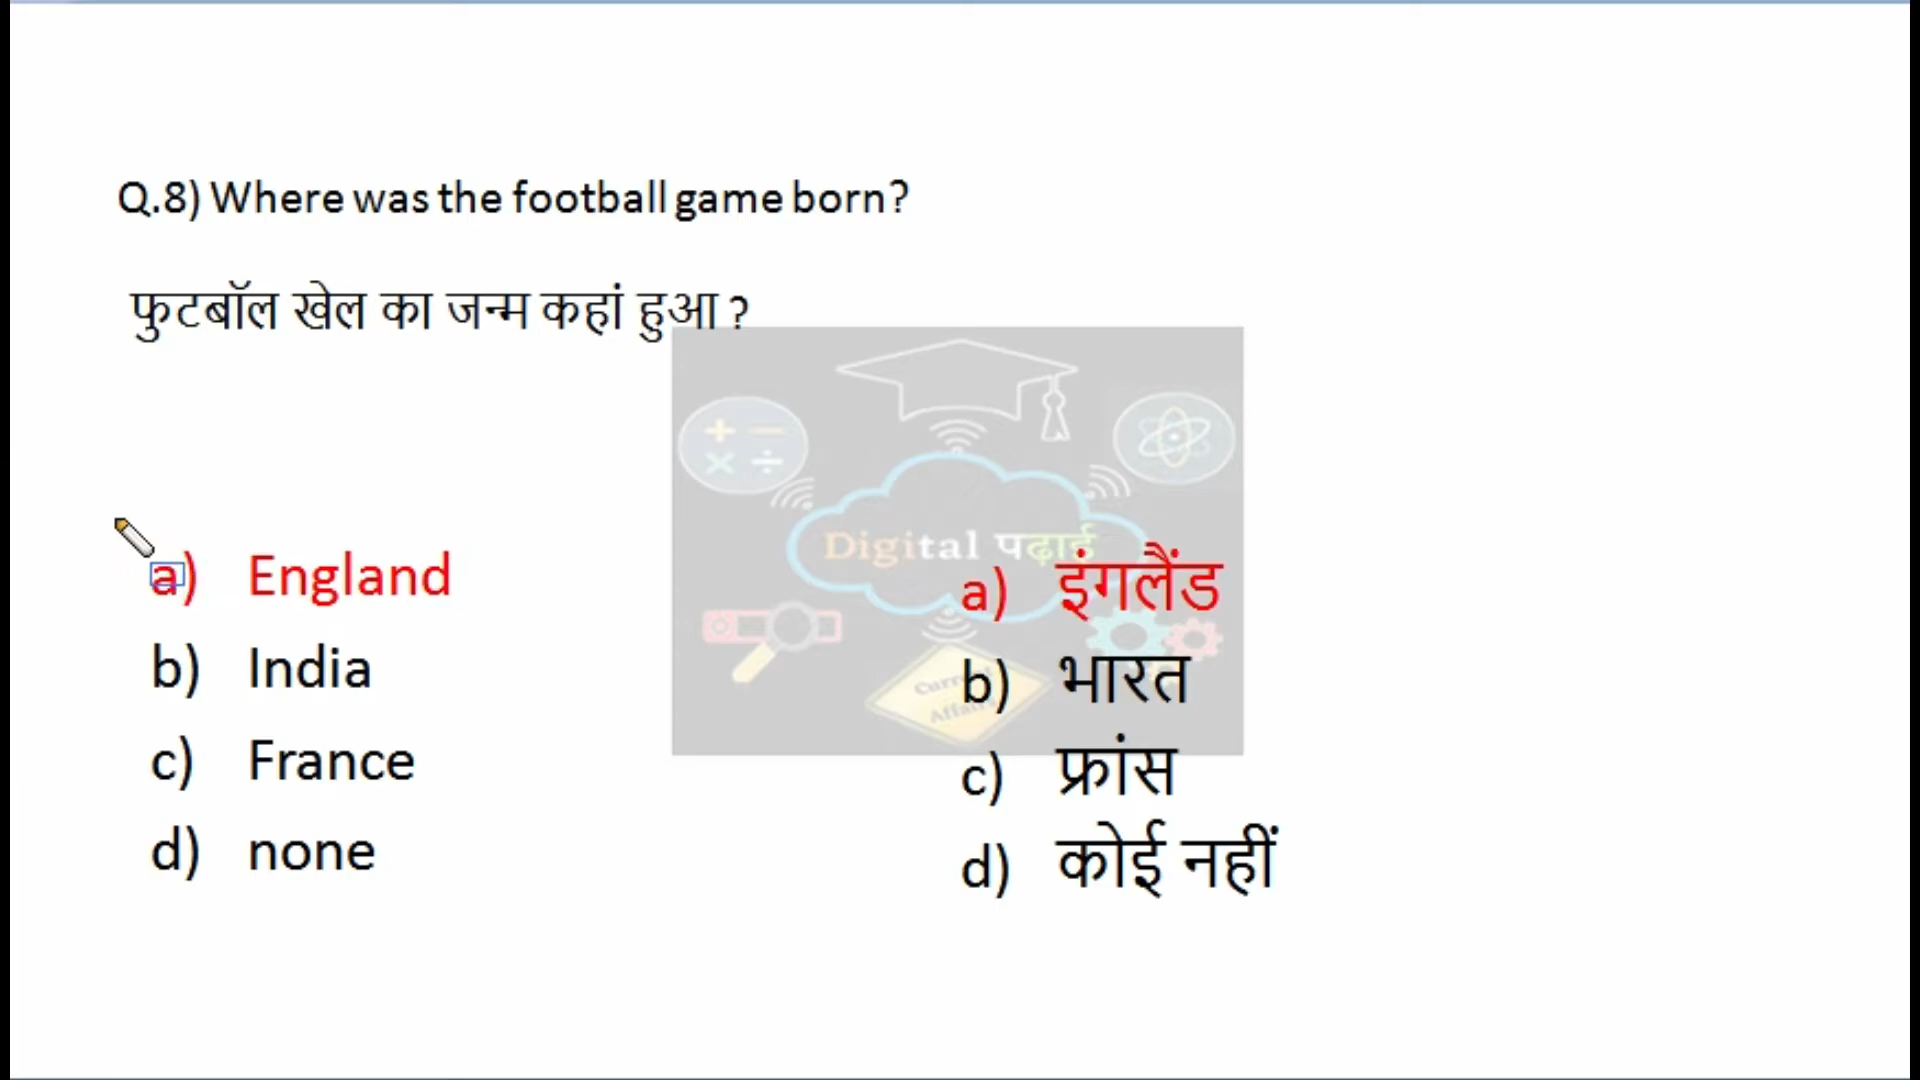 Q.8) Where was the football game born?
फुटबॉल खेल का जन्म कहां हुआ ?
Digital पढ़ाई
a) England
b) India
c) France
d) none
a) इंगलैंड
b) भारत
c) फ्रांस
d) कोई नहीं